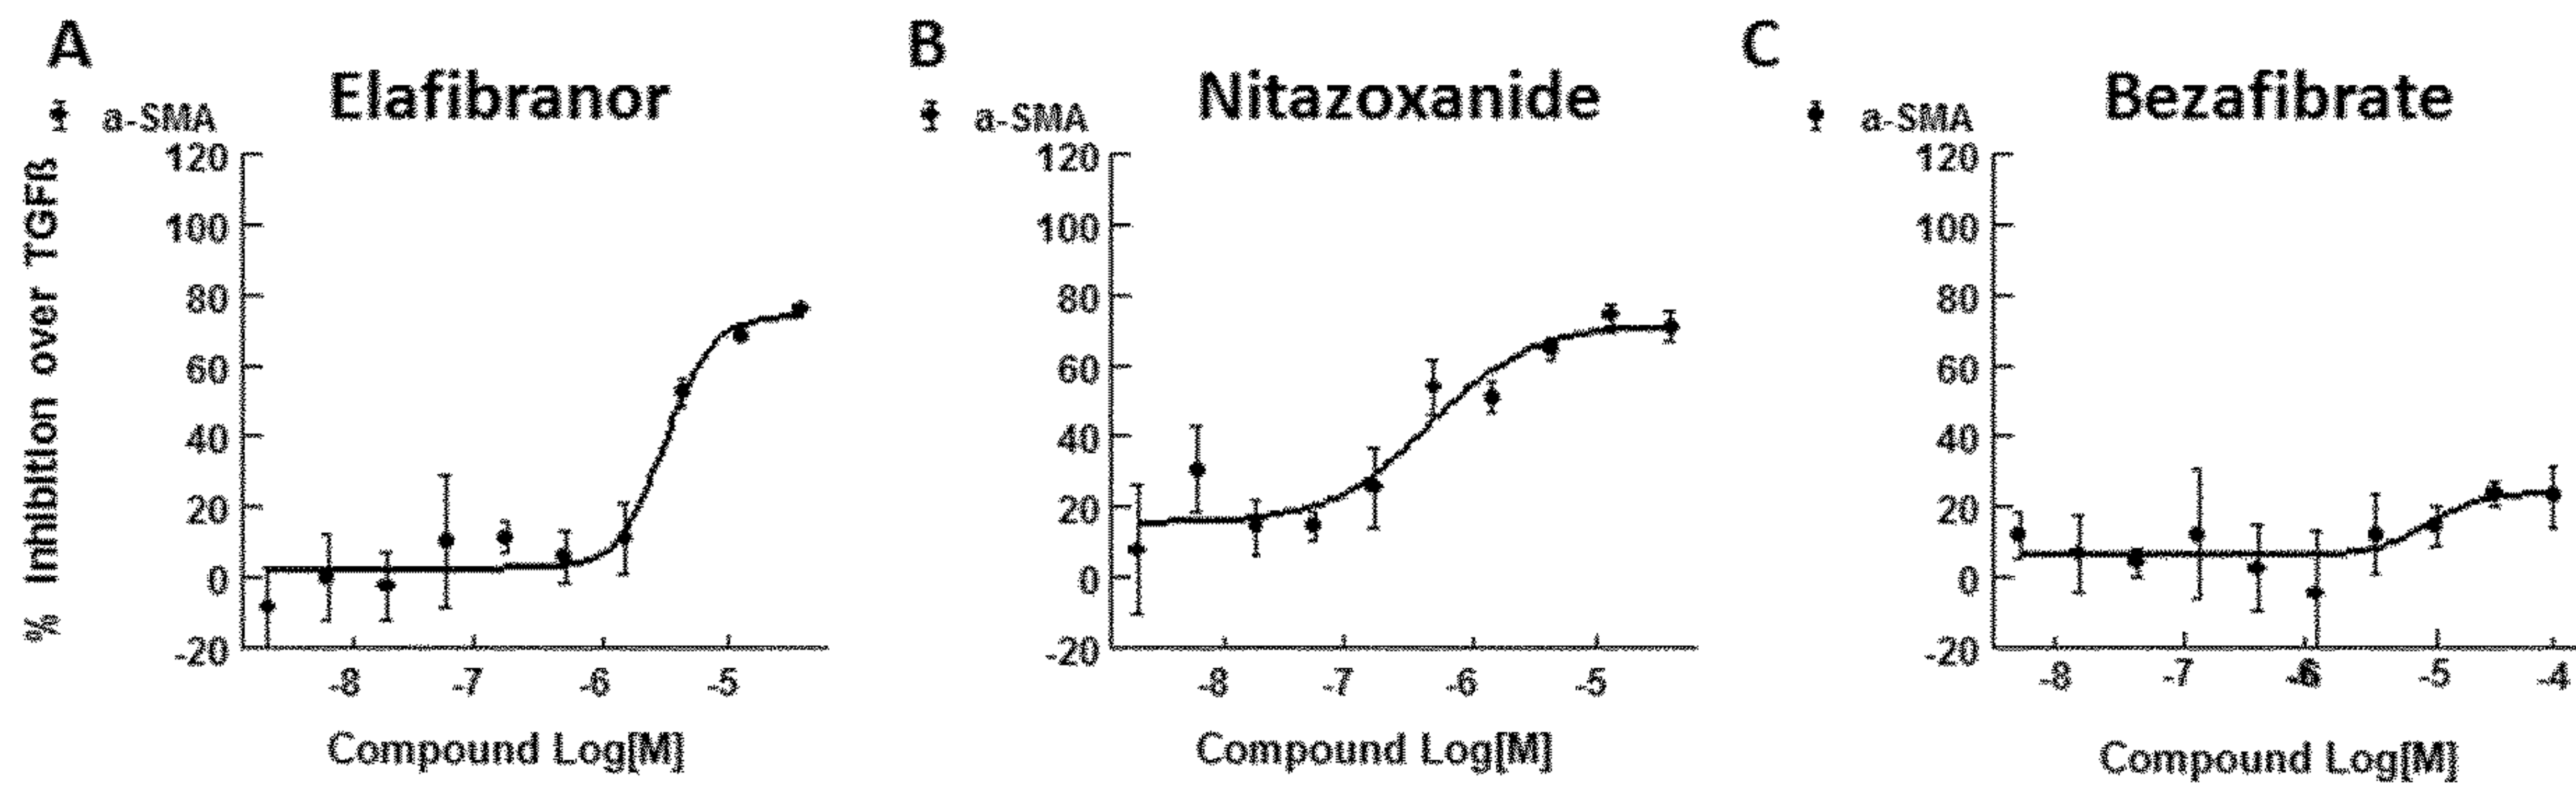 A
Elafibranor
a-SMA
% Inhibition over TGFß
120
100
80
60
40
20
0
-20
-8 -7 -6 -5
Compound Log[M]
B
Nitazoxanide
a-SMA
120
100
80
60
40
20
0
-20
-8 -7 -6 -5
Compound Log[M]
C
Bezafibrate
a-SMA
120
100
80
60
40
20
0
-20
-8 -7 -6 -5 -4
Compound Log[M]